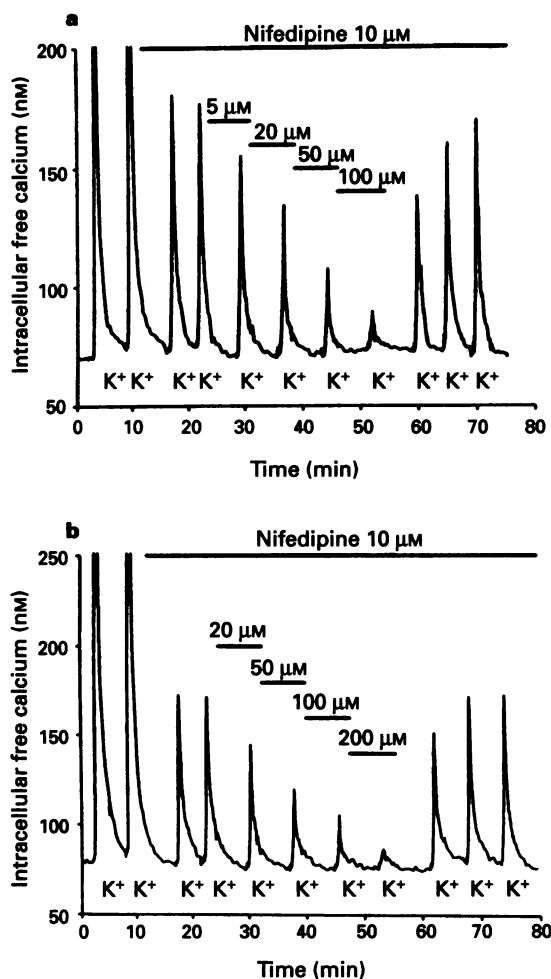 a
Nifedipine 10 μM
200
5 μM
20 μM
50 μM
100 μM
150
100
50
Intracellular free calcium (nM)
K+ K+ K+ K+ K+ K+ K+ K+ K+ K+ K+
0 10 20 30 40 50 60 70 80
Time (min)
b
Nifedipine 10 μM
250
20 μM
50 μM
100 μM
200 μM
200
150
100
50
Intracellular free calcium (nM)
K+ K+ K+ K+ K+ K+ K+ K+ K+ K+ K+
0 10 20 30 40 50 60 70 80
Time (min)